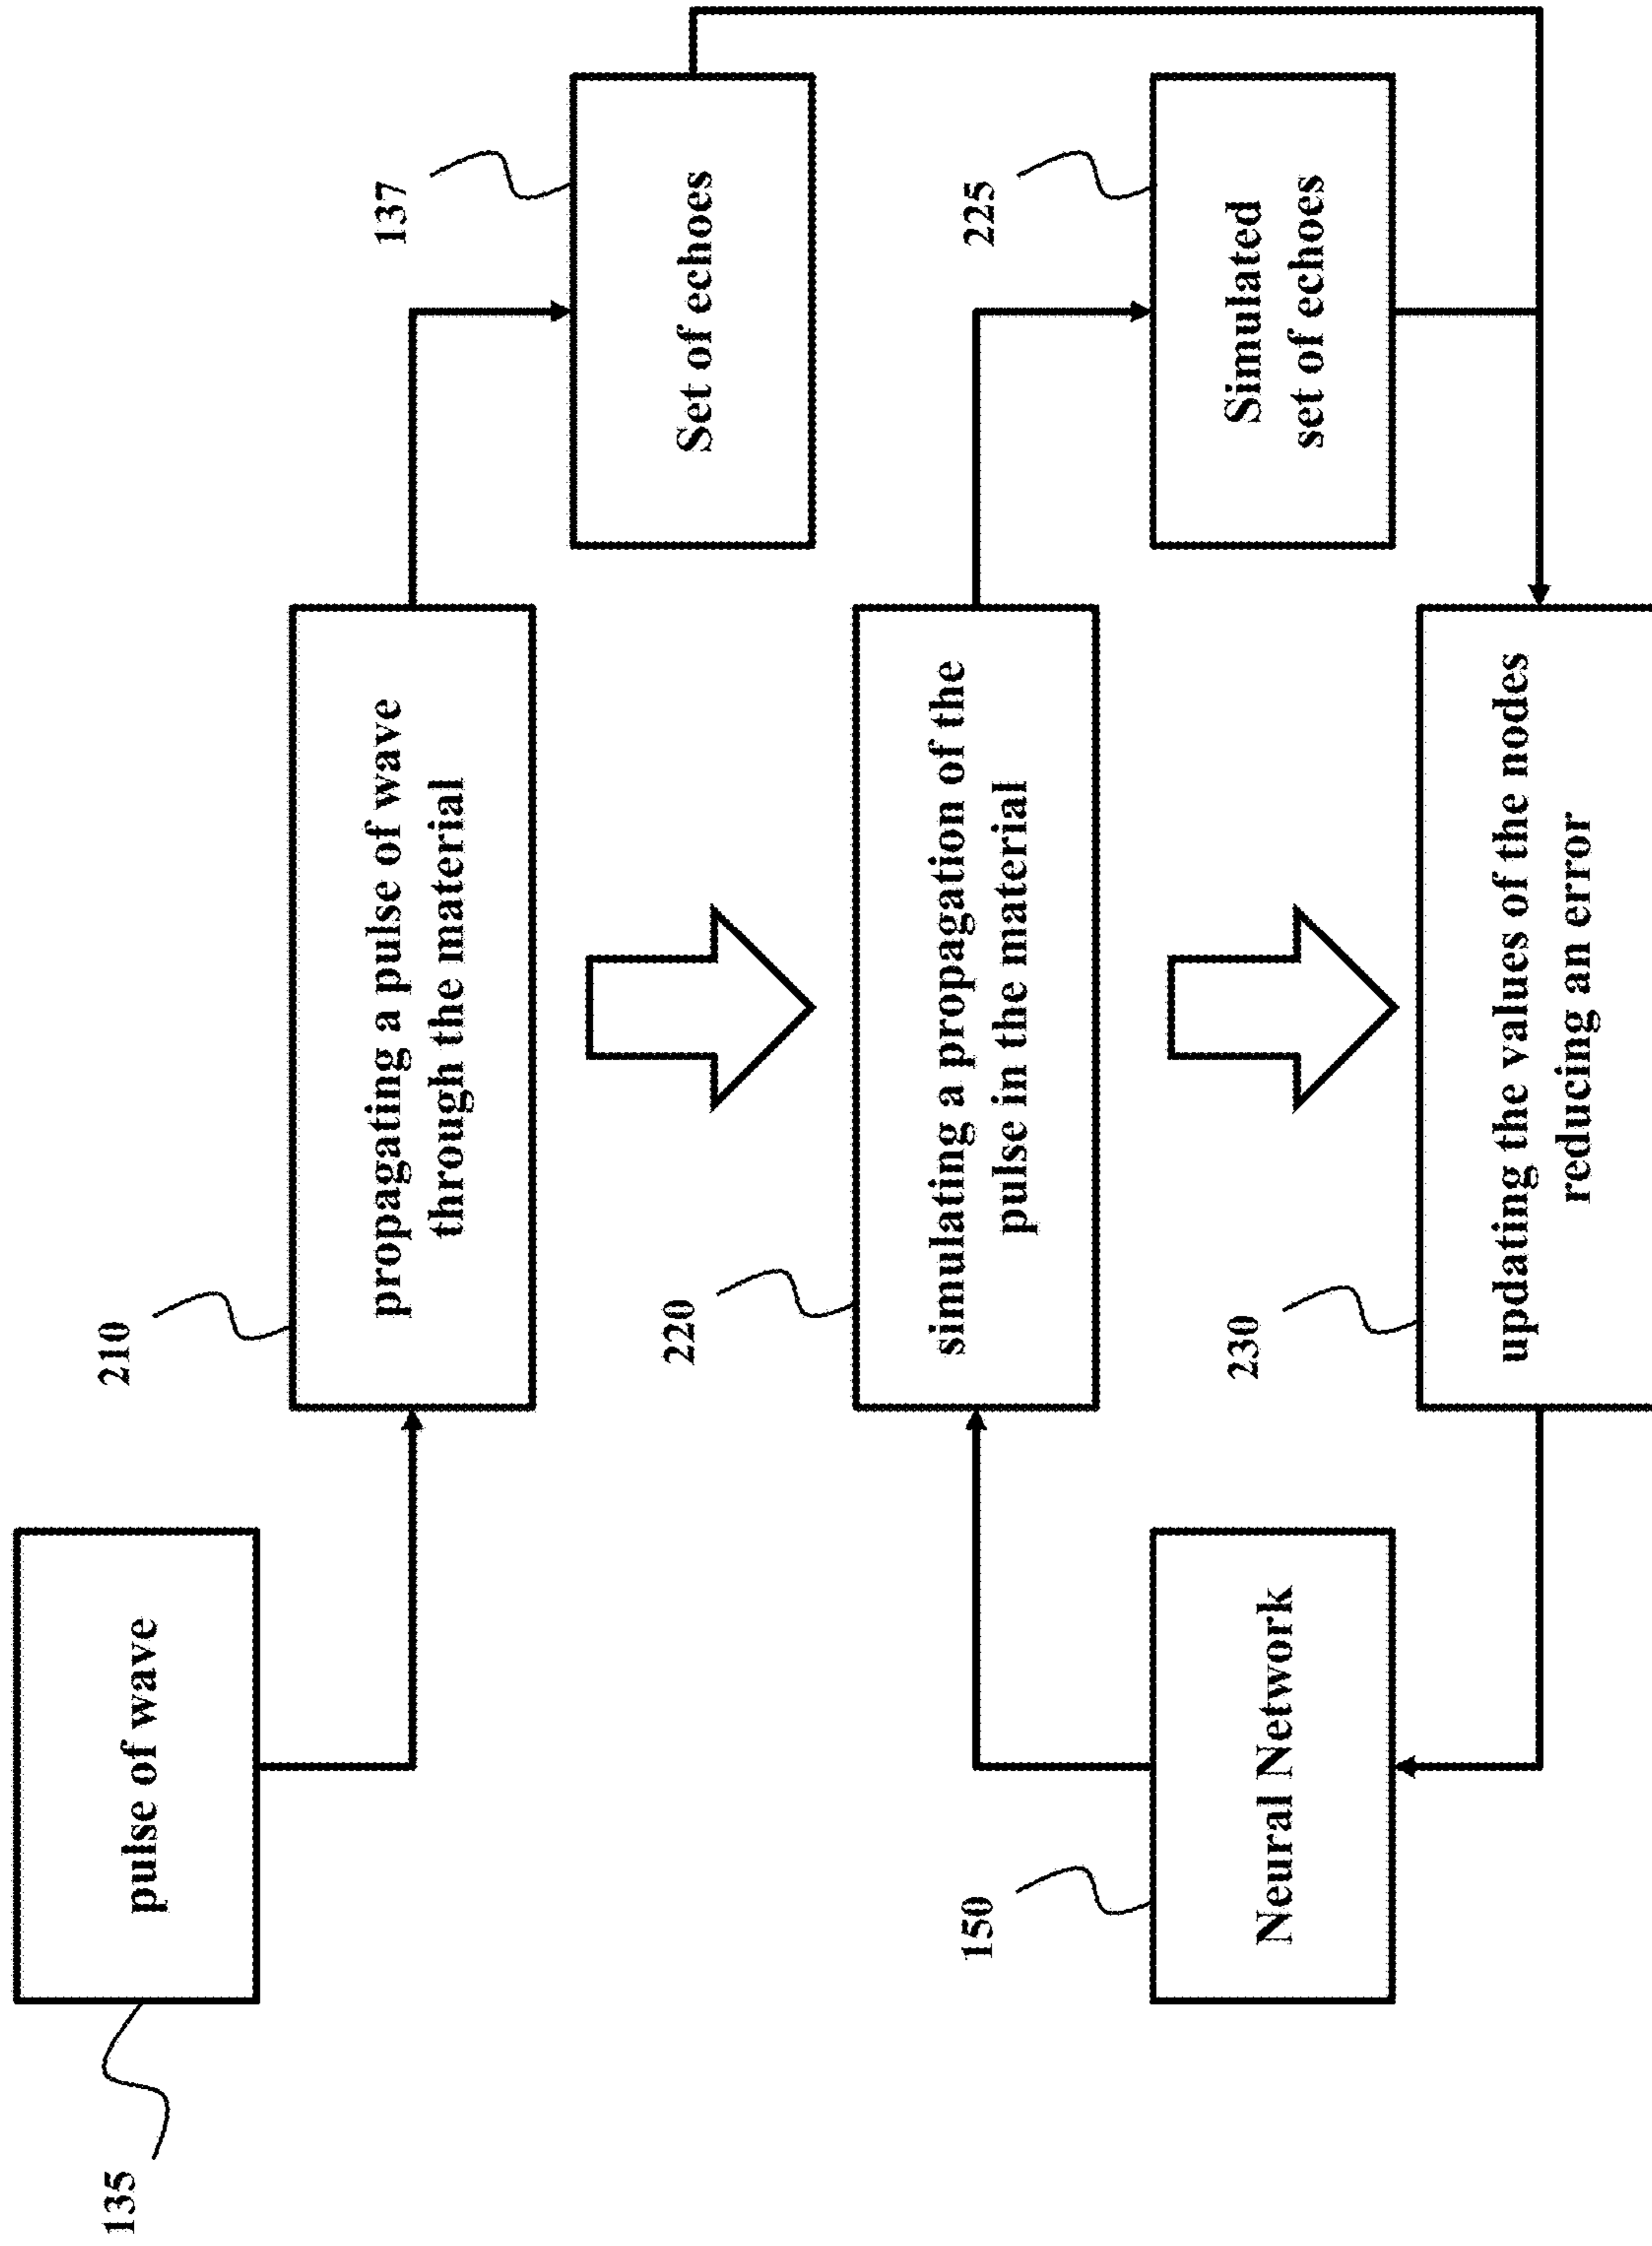 135
pulse of wave
210
propagating a pulse of wave
through the material
137
Set of echoes
220
simulating a propagation of the
pulse in the material
150
Neural Network
225
Simulated
set of echoes
230
updating the values of the nodes
reducing an error